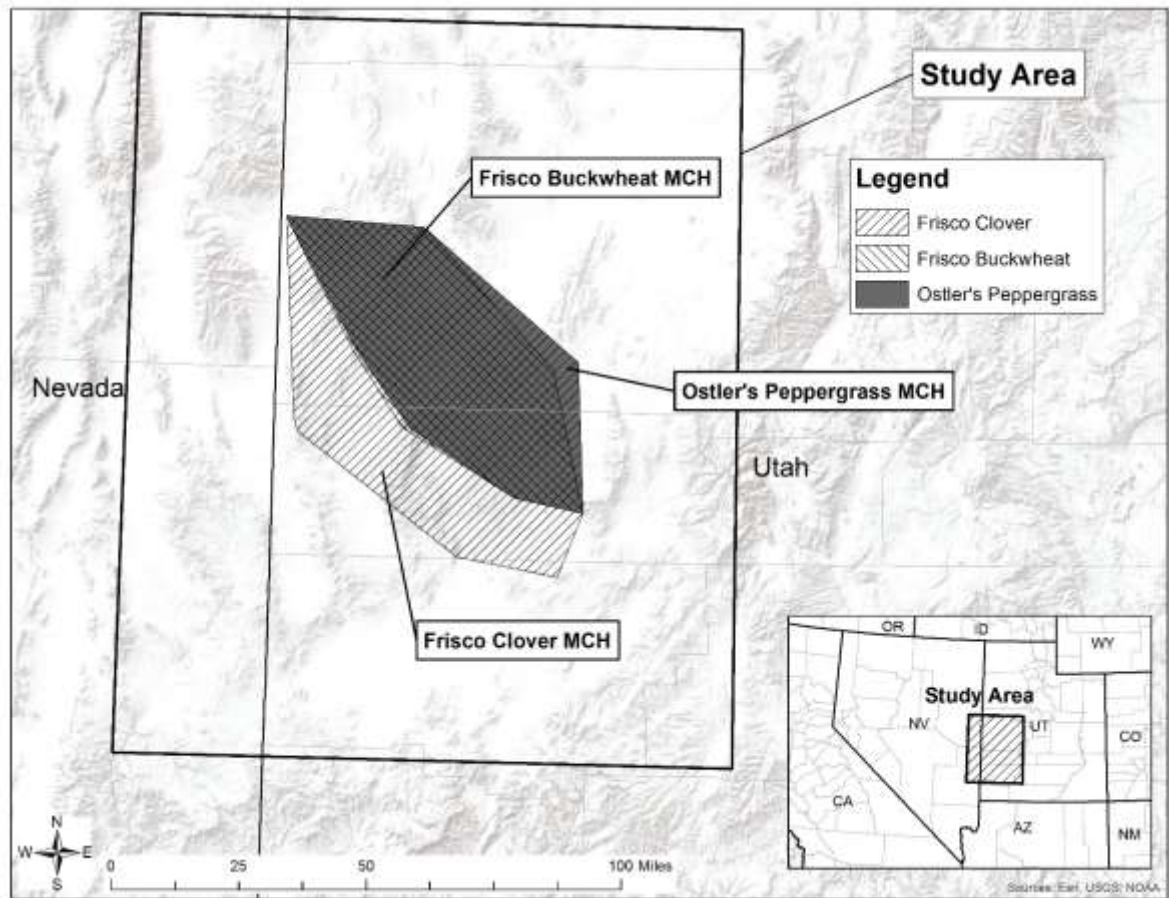 Study Area
Frisco Buckwheat MCH
Legend
Frisco Clover
Frisco Buckwheat
Ostler's Peppergrass
Nevada
Ostler's Peppergrass MCH
Utah
Frisco Clover MCH
OR
ID
WY
Study Area
NV
UT
CO
CA
AZ
NM
N
W
E
S
0
25
50
100 Miles
Sources: Esri, USGS, NOAA